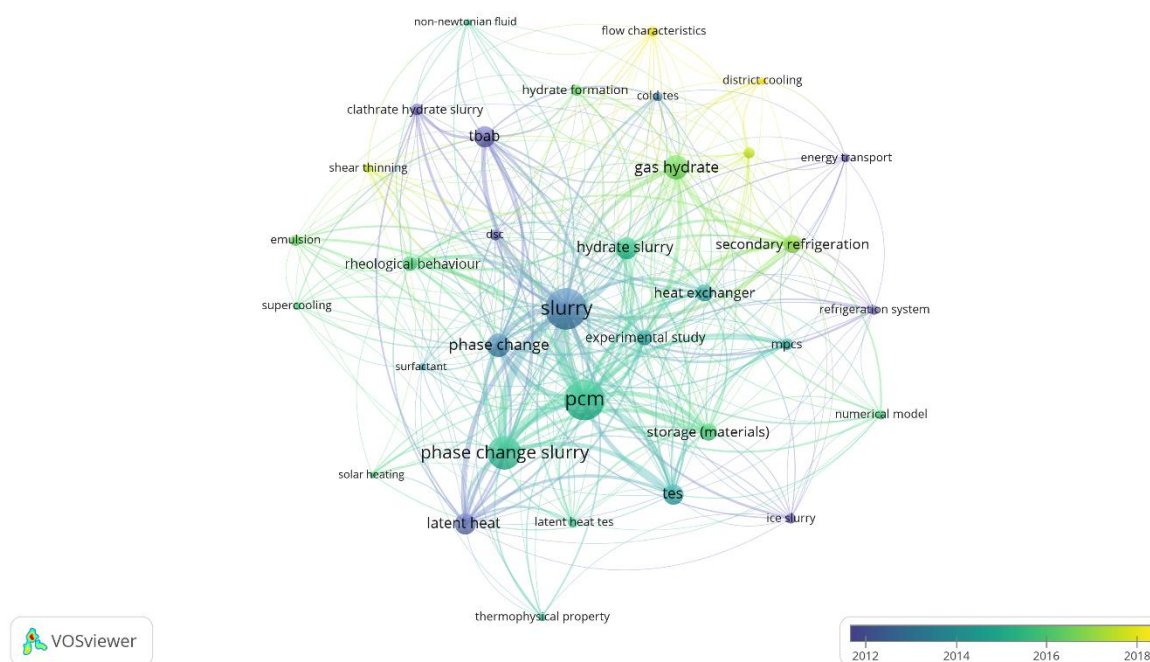 non-newtonian fluid
flow characteristics
district cooling
hydrate formation
cold tes
clathrate hydrate slurry
tbab
energy transport
gas hydrate
shear thinning
dsc
emulsion
hydrate slurry
secondary refrigeration
rheological behaviour
heat exchanger
supercooling
slurry
refrigeration system
experimental study
phase change
mpcs
surfactant
pcm
numerical model
storage (materials)
phase change slurry
solar heating
tes
latent heat
latent heat tes
ice slurry
thermophysical property
VOSviewer
2012 2014 2016 2018